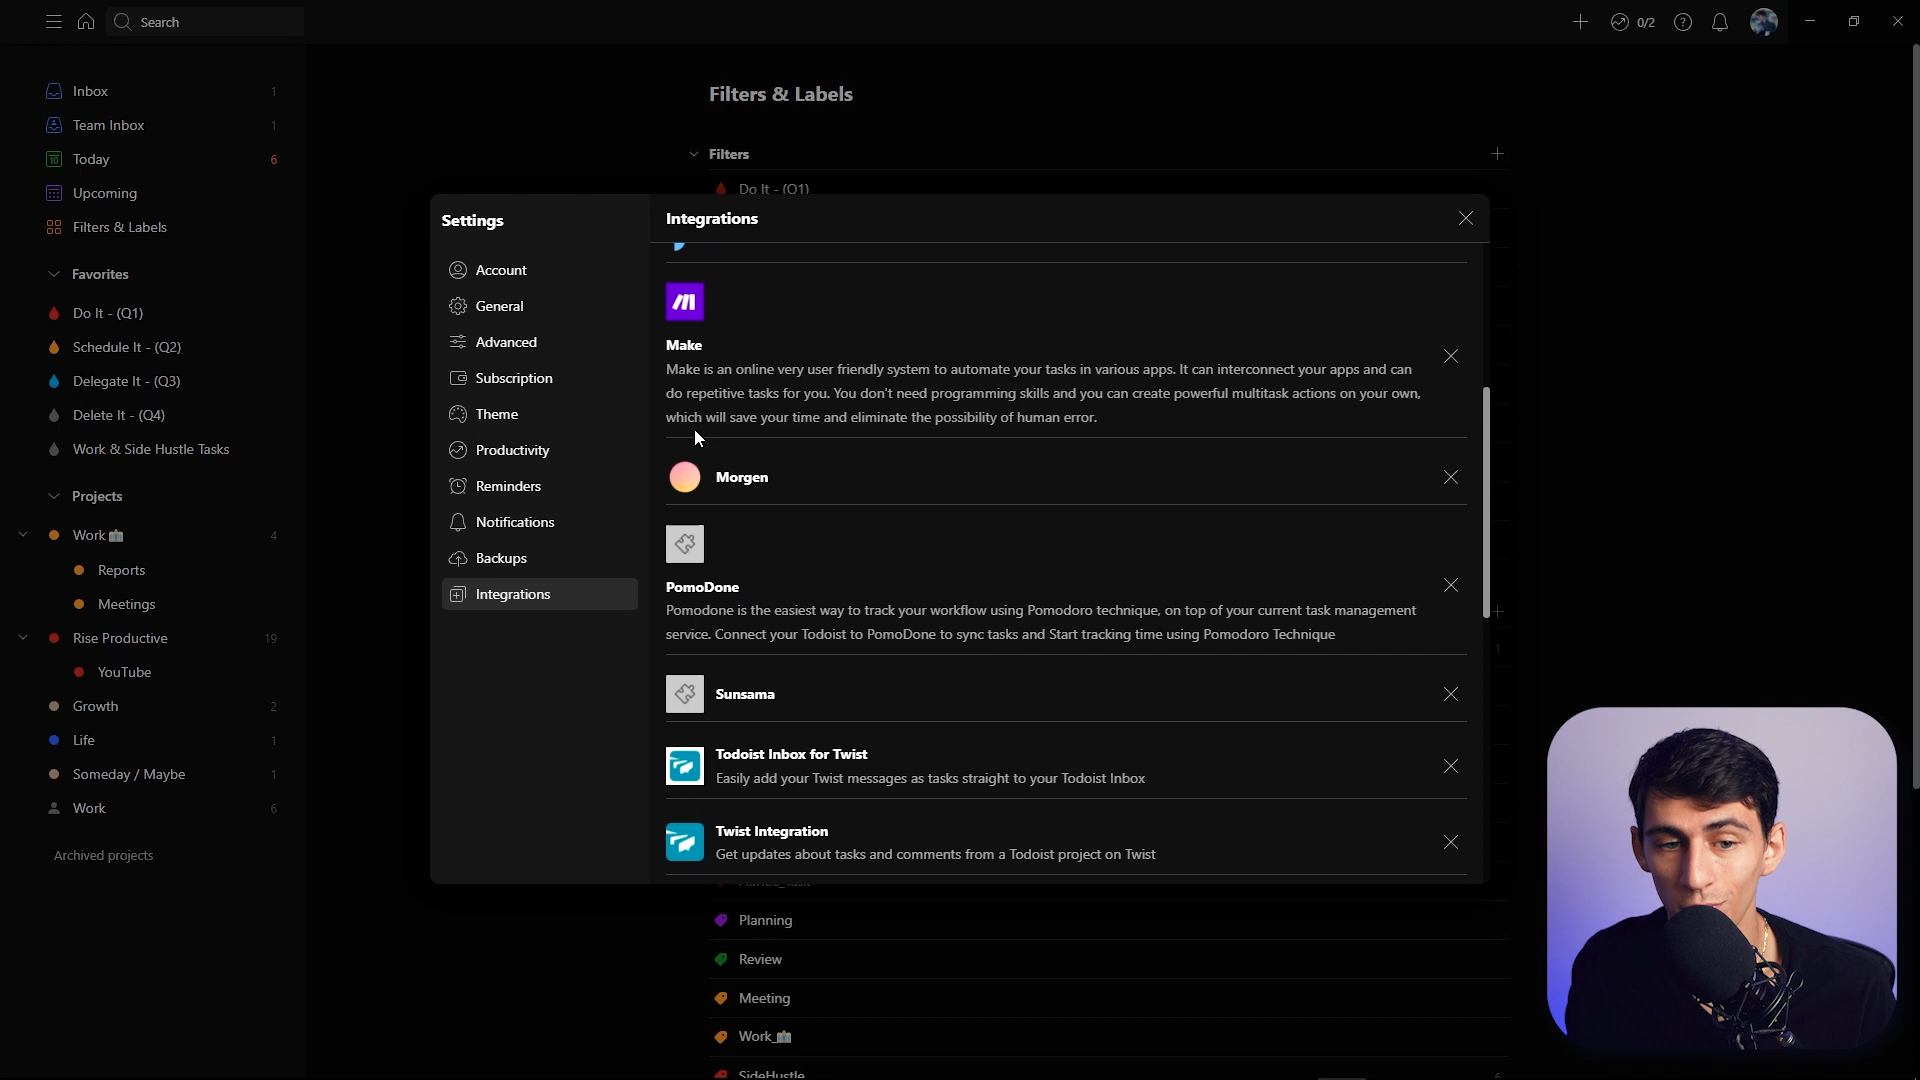 Search
0/2
Inbox 1
Team Inbox 1
Today 6
Upcoming
Filters & Labels
Favorites
Do It - (Q1)
Schedule It - (Q2)
Delegate It - (Q3)
Delete It - (Q4)
Work & Side Hustle Tasks
Projects
Work 4
Reports
Meetings
Rise Productive 19
YouTube
Growth 2
Life 1
Someday / Maybe 1
Work 6
Archived projects
Filters & Labels
Filters
Do It - (Q1)
Settings
Account
General
Advanced
Subscription
Theme
Productivity
Reminders
Notifications
Backups
Integrations
Integrations
Make
Make is an online very user friendly system to automate your tasks in various apps. It can interconnect your apps and can
do repetitive tasks for you. You don't need programming skills and you can create powerful multitask actions on your own,
which will save your time and eliminate the possibility of human error.
Morgen
PomoDone
Pomodone is the easiest way to track your workflow using Pomodoro technique, on top of your current task management
service. Connect your Todoist to PomoDone to sync tasks and Start tracking time using Pomodoro Technique
Sunsama
Todoist Inbox for Twist
Easily add your Twist messages as tasks straight to your Todoist Inbox
Twist Integration
Get updates about tasks and comments from a Todoist project on Twist
1
Planning
Review
Meeting
Work_
SideHustle 6